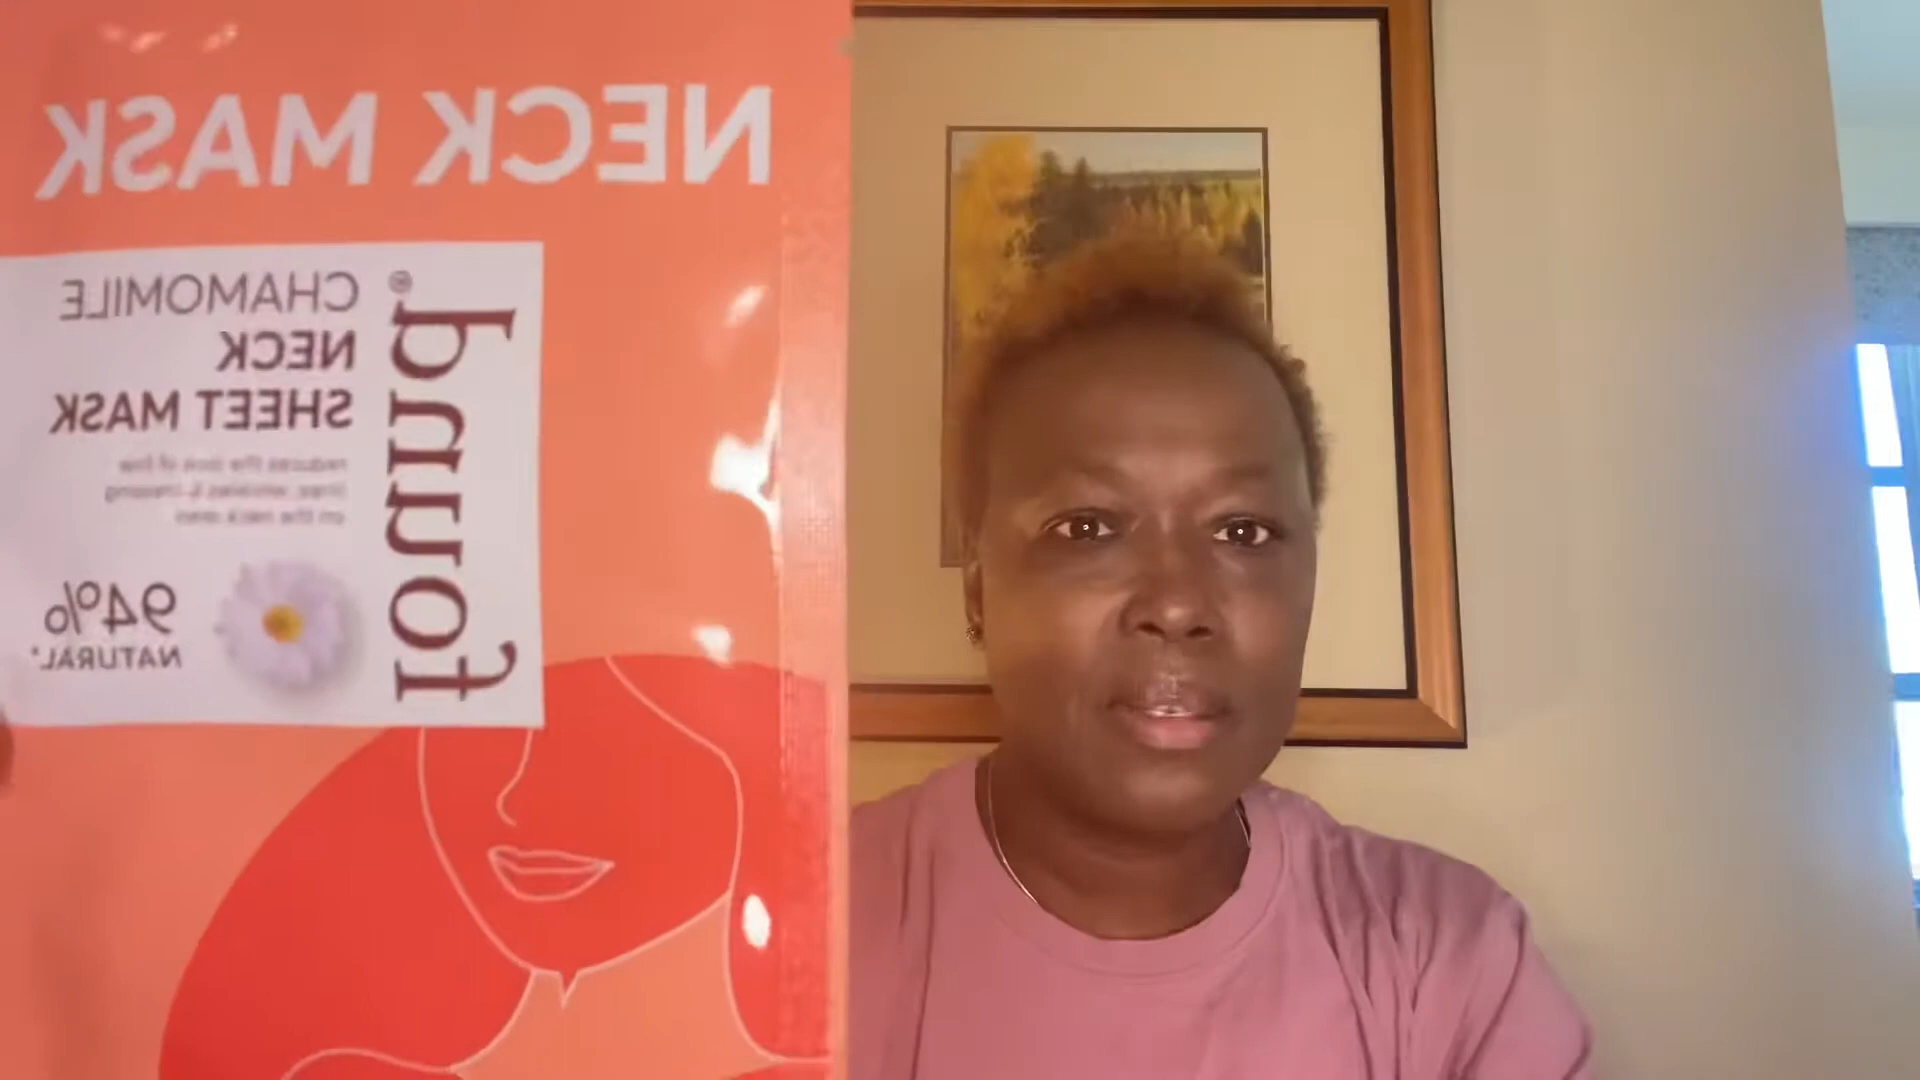 NECK MASK
found®
CHAMOMILE
NECK
SHEET MASK
reduces the look of fine
lines, wrinkles & creasing
on the neck area
94%
NATURAL*